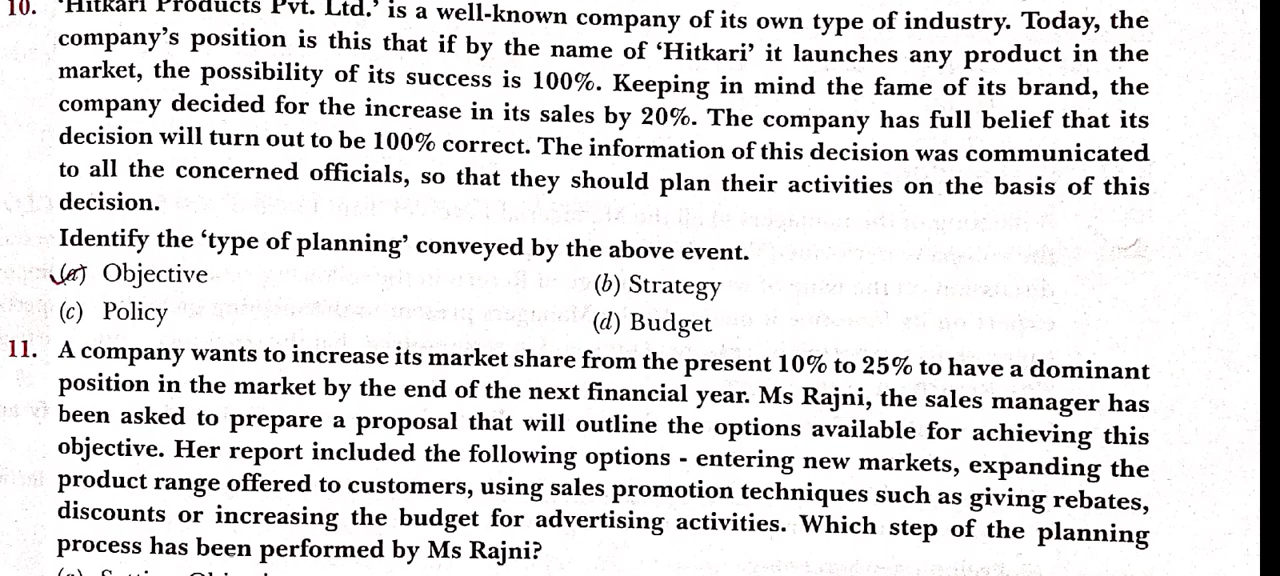 10. 'Hitkari Products Pvt. Ltd.' is a well-known company of its own type of industry. Today, the
company's position is this that if by the name of 'Hitkari' it launches any product in the
market, the possibility of its success is 100%. Keeping in mind the fame of its brand, the
company decided for the increase in its sales by 20%. The company has full belief that its
decision will turn out to be 100% correct. The information of this decision was communicated
to all the concerned officials, so that they should plan their activities on the basis of this
decision.
Identify the 'type of planning' conveyed by the above event.
(a) Objective
(b) Strategy
(c) Policy
(d) Budget
11. A company wants to increase its market share from the present 10% to 25% to have a dominant
position in the market by the end of the next financial year. Ms Rajni, the sales manager has
been asked to prepare a proposal that will outline the options available for achieving this
objective. Her report included the following options - entering new markets, expanding the
product range offered to customers, using sales promotion techniques such as giving rebates,
discounts or increasing the budget for advertising activities. Which step of the planning
process has been performed by Ms Rajni?